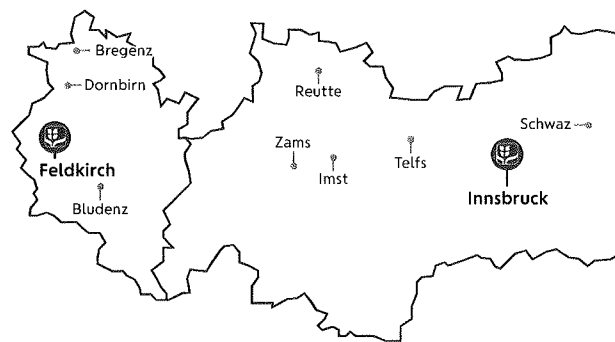 Bregenz
Dornbirn
Reutte
Schwaz
Zams
Imst
Telfs
Feldkirch
Bludenz
Innsbruck